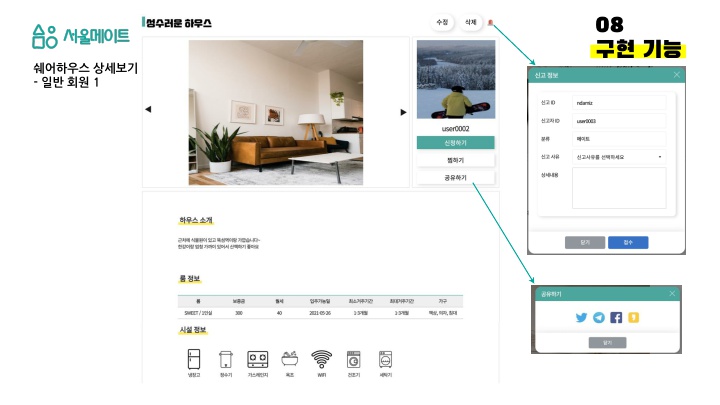 서울메이트
쉐어하우스 상세보기
- 일반 회원 1
성수러운 하우스
수정
삭제
08
구현 기능
user0002
신청하기
찜하기
공유하기
하우스 소개
근처에 식물원이 있고 뚝섬역이랑 가깝습니다~
한강이랑 엄청 가까이 있어서 산책하기 좋아요
룸 정보
룸 보증금 월세 입주가능일 최소거주기간 최대거주기간 가구
SWEET / 1인실 300 40 2021-05-26 1-3개월 1-3개월 책상, 의자, 침대
시설 정보
냉장고 정수기 가스레인지 욕조 WIFI 건조기 세탁기
신고 정보
신고 ID ndamiz
신고자 ID user0003
분류 메이트
신고 사유 신고사유를 선택하세요
상세내용
닫기 접수
공유하기
닫기